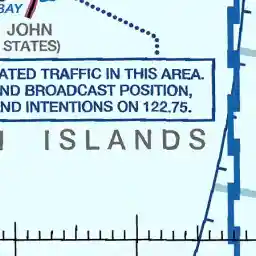 BAY
JOHN
STATES)
ATED TRAFFIC IN THIS AREA.
ND BROADCAST POSITION,
ND INTENTIONS ON 122.75.
ISLANDS